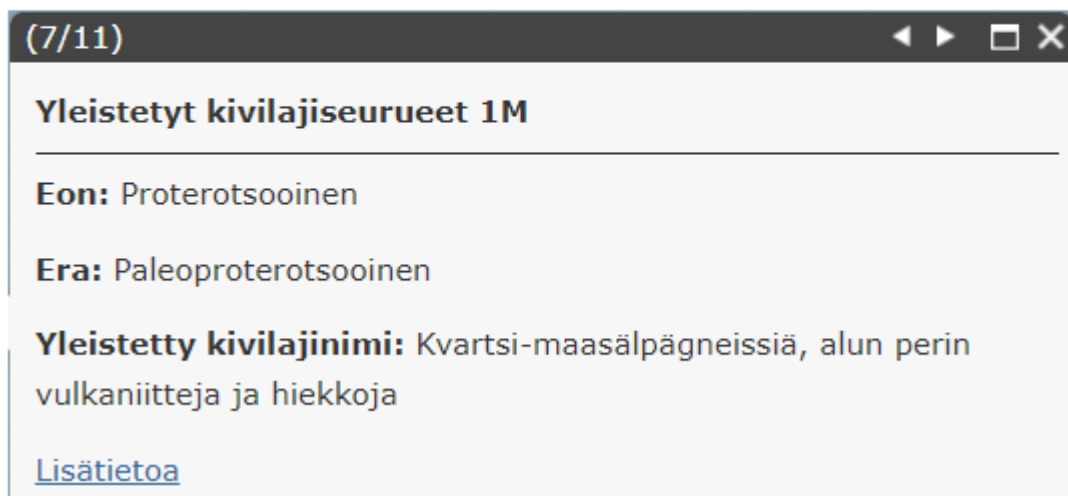 (7/11)
Yleistetyt kivilajiseurueet 1M
Eon: Proterotsooinen
Era: Paleoproterotsooinen
Yleistetty kivilajinimi: Kvartsi-maasälpägneissiä, alun perin
vulkaniitteja ja hiekkoja
Lisätietoa